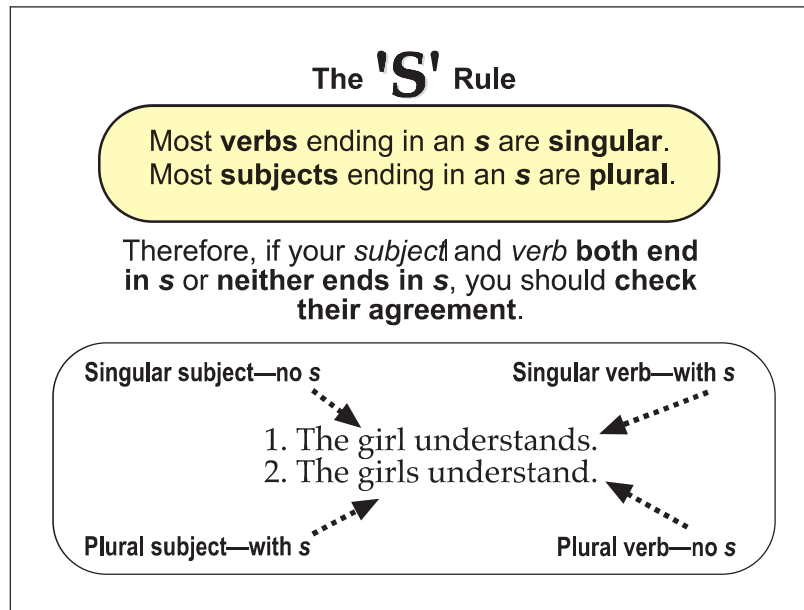 The 'S' Rule
Most verbs ending in an s are singular.
Most subjects ending in an s are plural.
Therefore, if your subject and verb both end
in s or neither ends in s, you should check
their agreement.
Singular subject—no s
Singular verb—with s
1. The girl understands.
2. The girls understand.
Plural subject—with s
Plural verb—no s